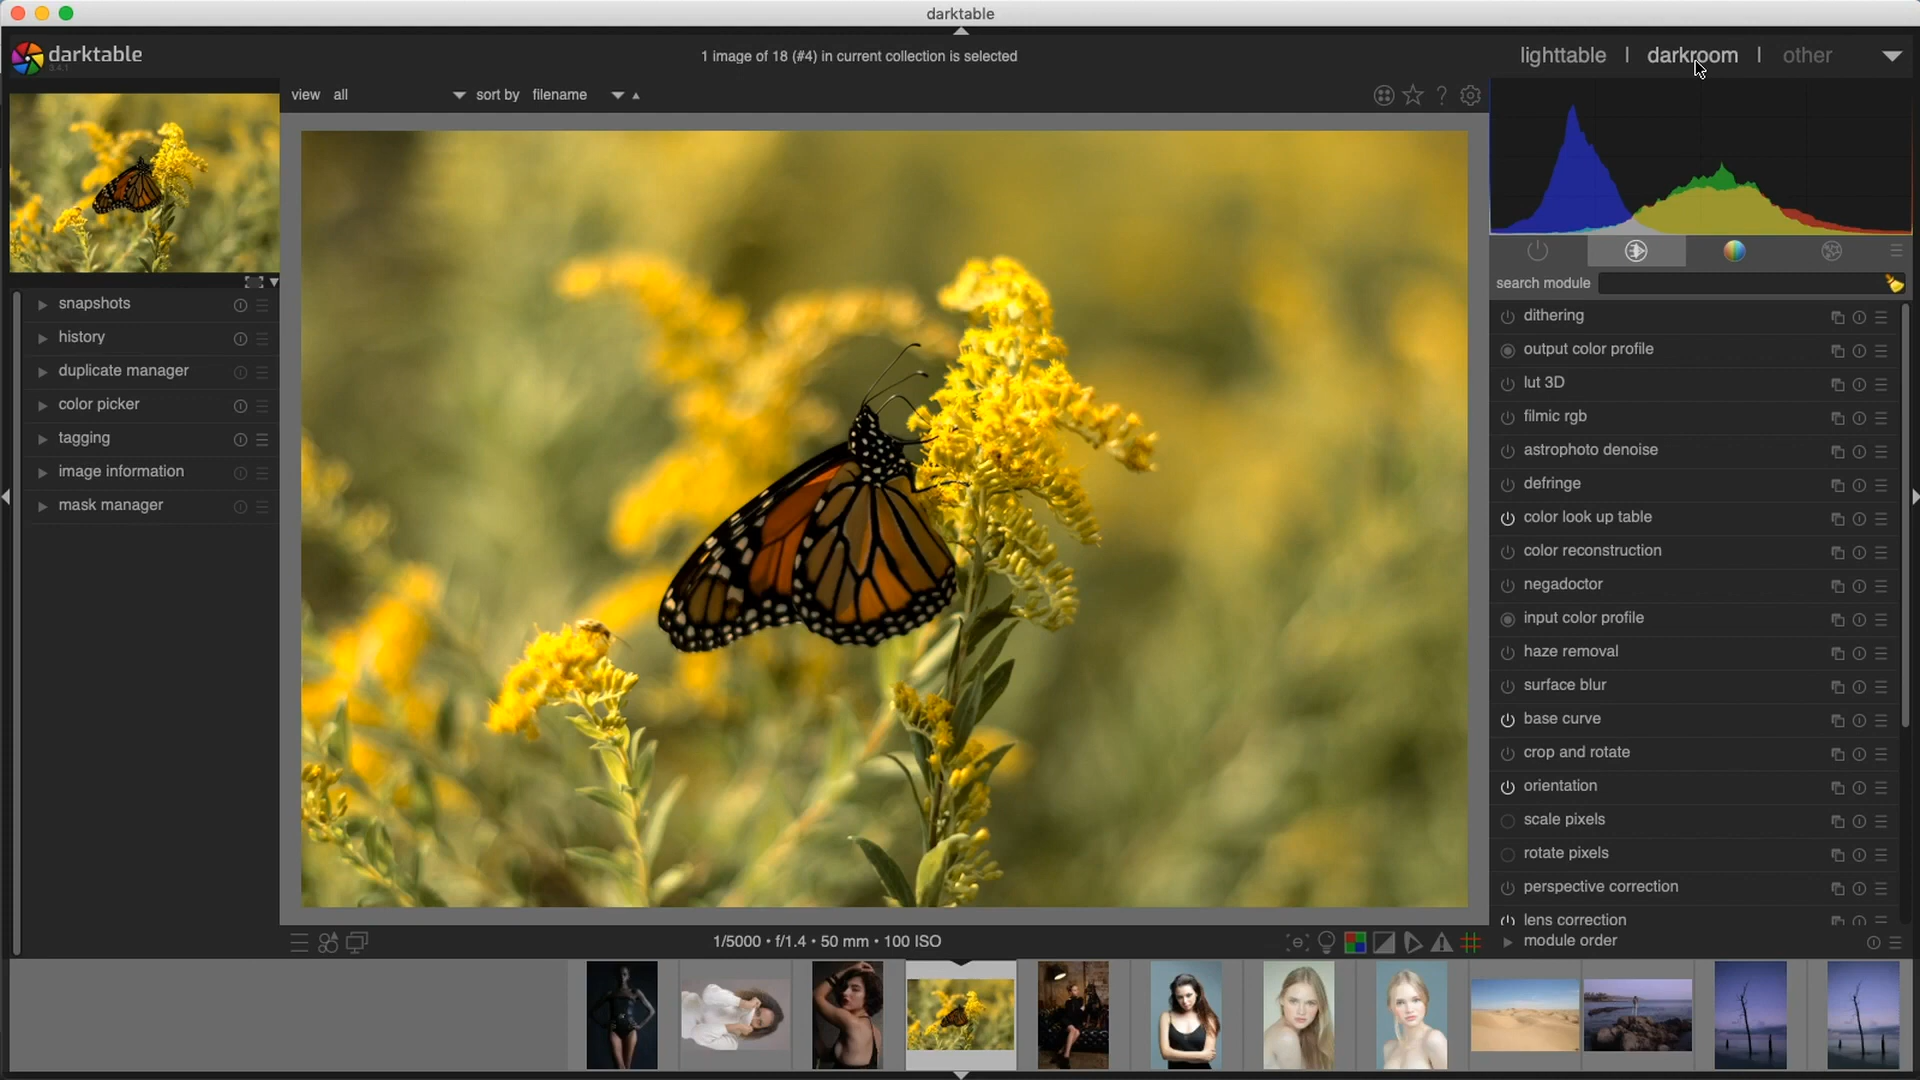 darktable
darktable
3.4.1
1 image of 18 (#4) in current collection is selected
lighttable | darkroom | other
view all sort by filename
?
snapshots
history
duplicate manager
color picker
tagging
image information
mask manager
search module
dithering
output color profile
lut 3D
filmic rgb
astrophoto denoise
defringe
color look up table
color reconstruction
negadoctor
input color profile
haze removal
surface blur
base curve
crop and rotate
orientation
scale pixels
rotate pixels
perspective correction
lens correction
module order
1/5000 • f/1.4 • 50 mm • 100 ISO